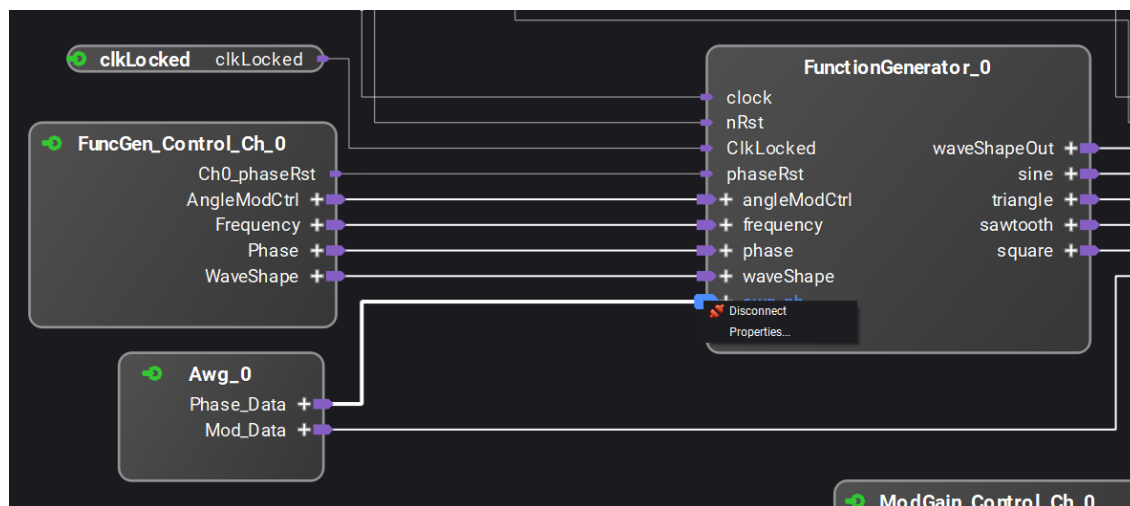 clkLocked clkLocked
FunctionGenerator_0
clock
nRst
ClkLocked
phaseRst
angleModCtrl
frequency
phase
waveShape
waveShapeOut
sine
triangle
sawtooth
square
Disconnect
Properties...
FuncGen_Control_Ch_0
Ch0_phaseRst
AngleModCtrl
Frequency
Phase
WaveShape
Awg_0
Phase_Data
Mod_Data
ModGain_Control_Ch_0